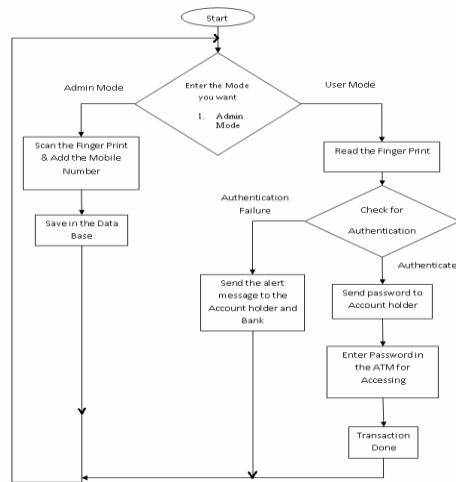 Start
Enter the Mode
you want
1. Admin
Mode
Admin Mode
User Mode
Scan the Finger Print
& Add the Mobile
Number
Read the Finger Print
Save in the Data
Base
Authentication
Failure
Check for
Authentication
Authenticate
Send the alert
message to the
Account holder and
Bank
Send password to
Account holder
Enter Password in
the ATM for
Accessing
Transaction
Done